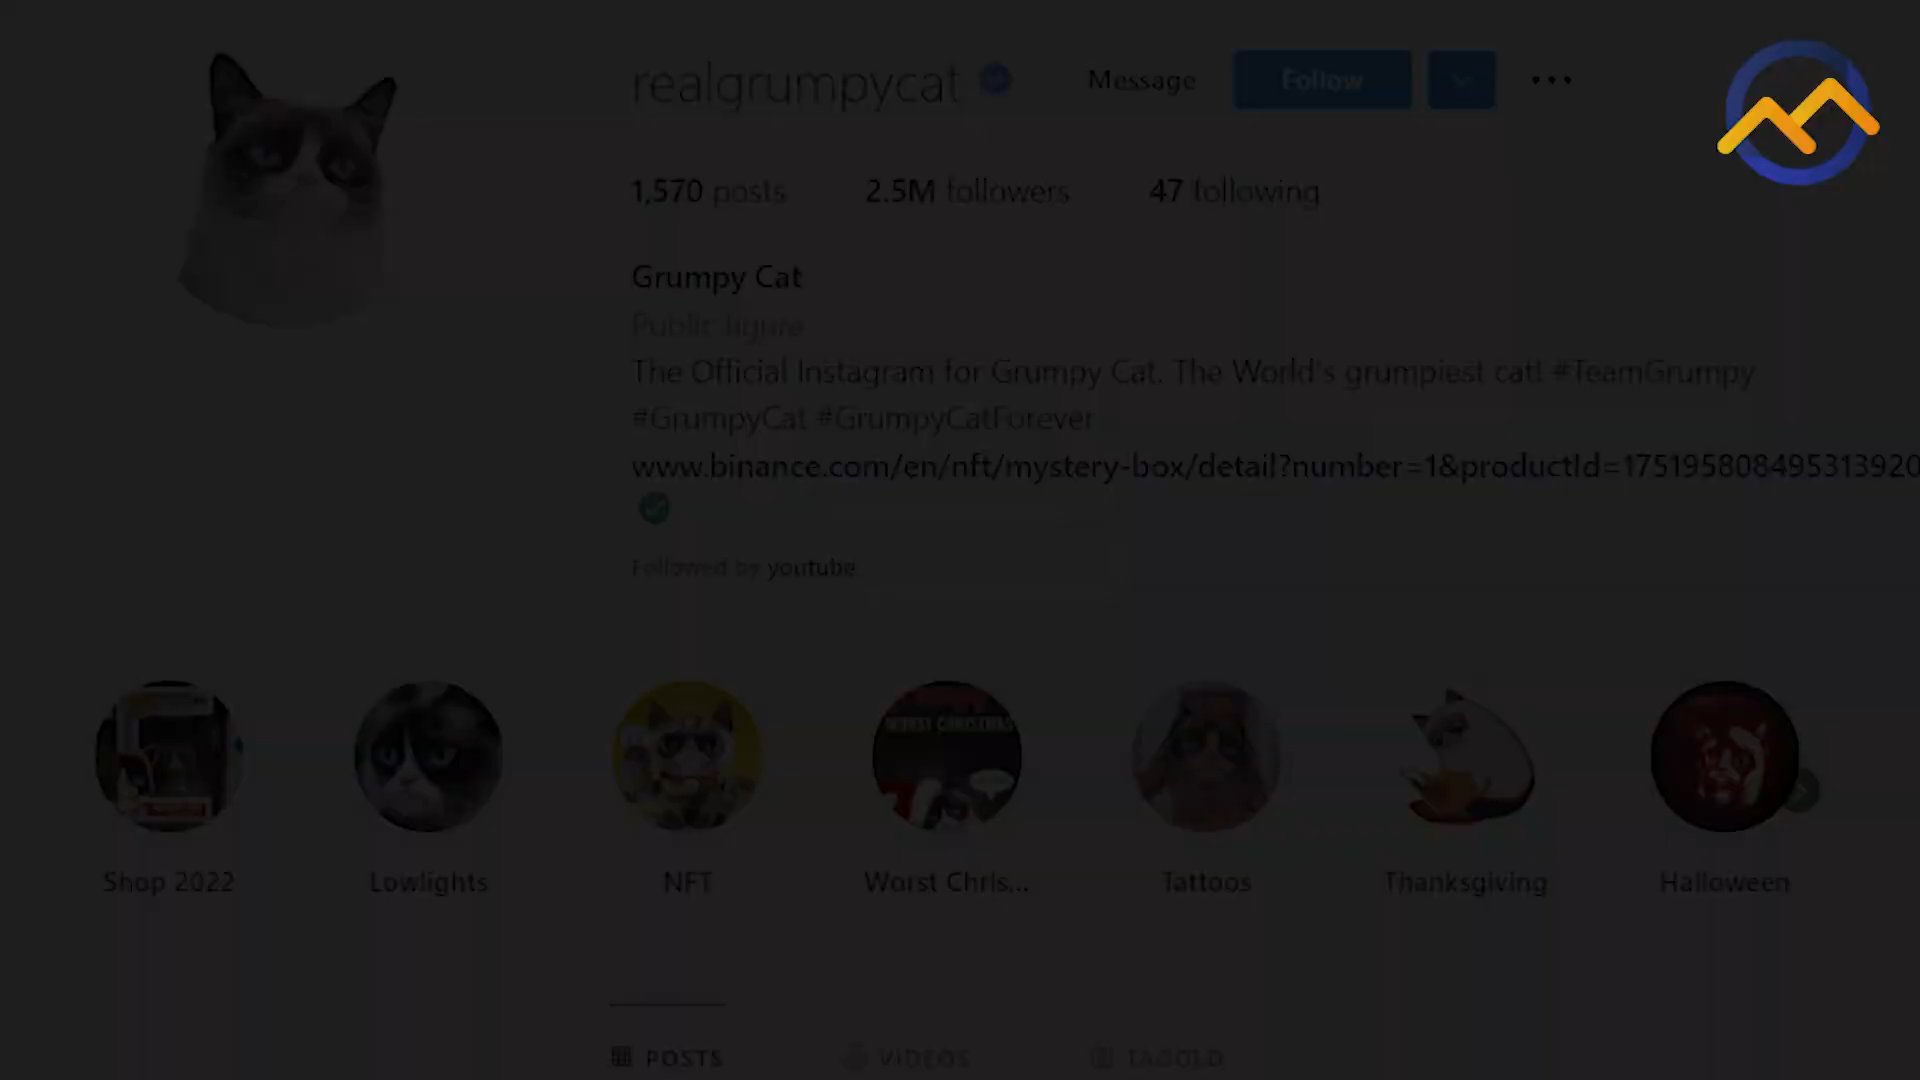 realgrumpycat Message Follow
1,570 posts 2.5M followers 47 following
Grumpy Cat
Public figure
The Official Instagram for Grumpy Cat. The World's grumpiest cat! #TeamGrumpy
#GrumpyCat #GrumpyCatForever
www.binance.com/en/nft/mystery-box/detail?number=1&productId=175195808495313920
Followed by youtube
WORST CHRISTMAS
Shop 2022 Lowlights NFT Worst Chris... Tattoos Thanksgiving Halloween
POSTS VIDEOS TAGGED